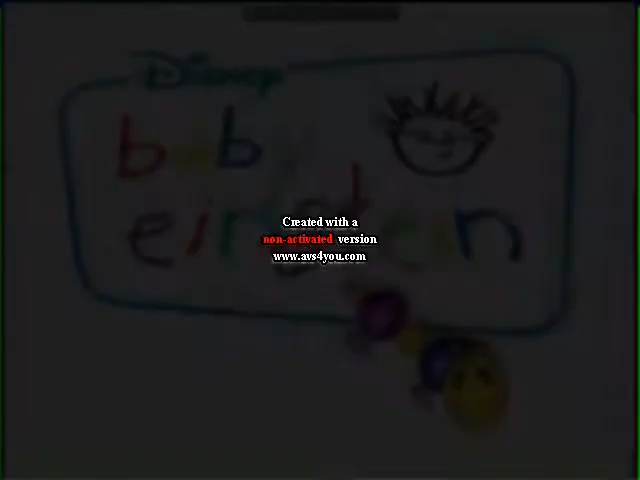 Disney
baby
einstein
Created with a
non-activated version
www.avs4you.com